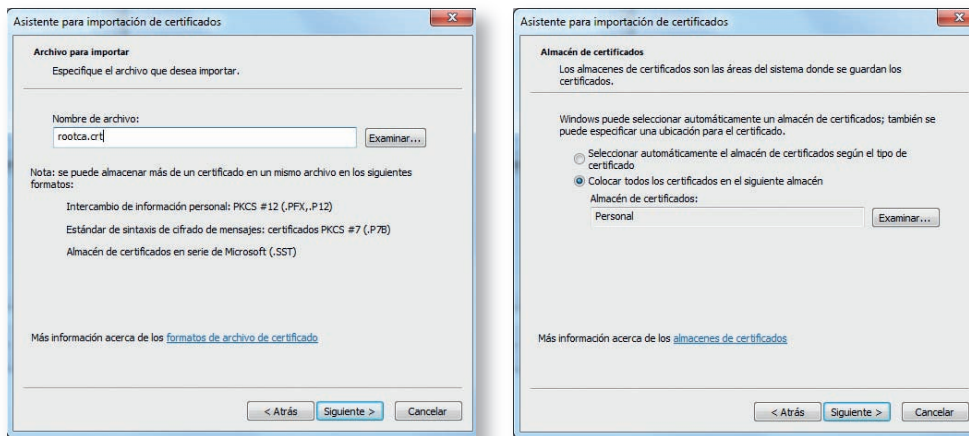 Asistente para importación de certificados
Archivo para importar
Especifique el archivo que desea importar.
Nombre de archivo:
rootca.crt
Examinar...
Nota: se puede almacenar más de un certificado en un mismo archivo en los siguientes
formatos:
Intercambio de información personal: PKCS #12 (.PFX,.P12)
Estándar de sintaxis de cifrado de mensajes: certificados PKCS #7 (.P7B)
Almacén de certificados en serie de Microsoft (.SST)
Más información acerca de los formatos de archivo de certificado
< Atrás
Siguiente >
Cancelar
Asistente para importación de certificados
Almacén de certificados
Los almacenes de certificados son las áreas del sistema donde se guardan los
certificados.
Windows puede seleccionar automáticamente un almacén de certificados; también se
puede especificar una ubicación para el certificado.
Seleccionar automáticamente el almacén de certificados según el tipo de
certificado
Colocar todos los certificados en el siguiente almacén
Almacén de certificados:
Personal
Examinar...
Más información acerca de los almacenes de certificados
< Atrás
Siguiente >
Cancelar